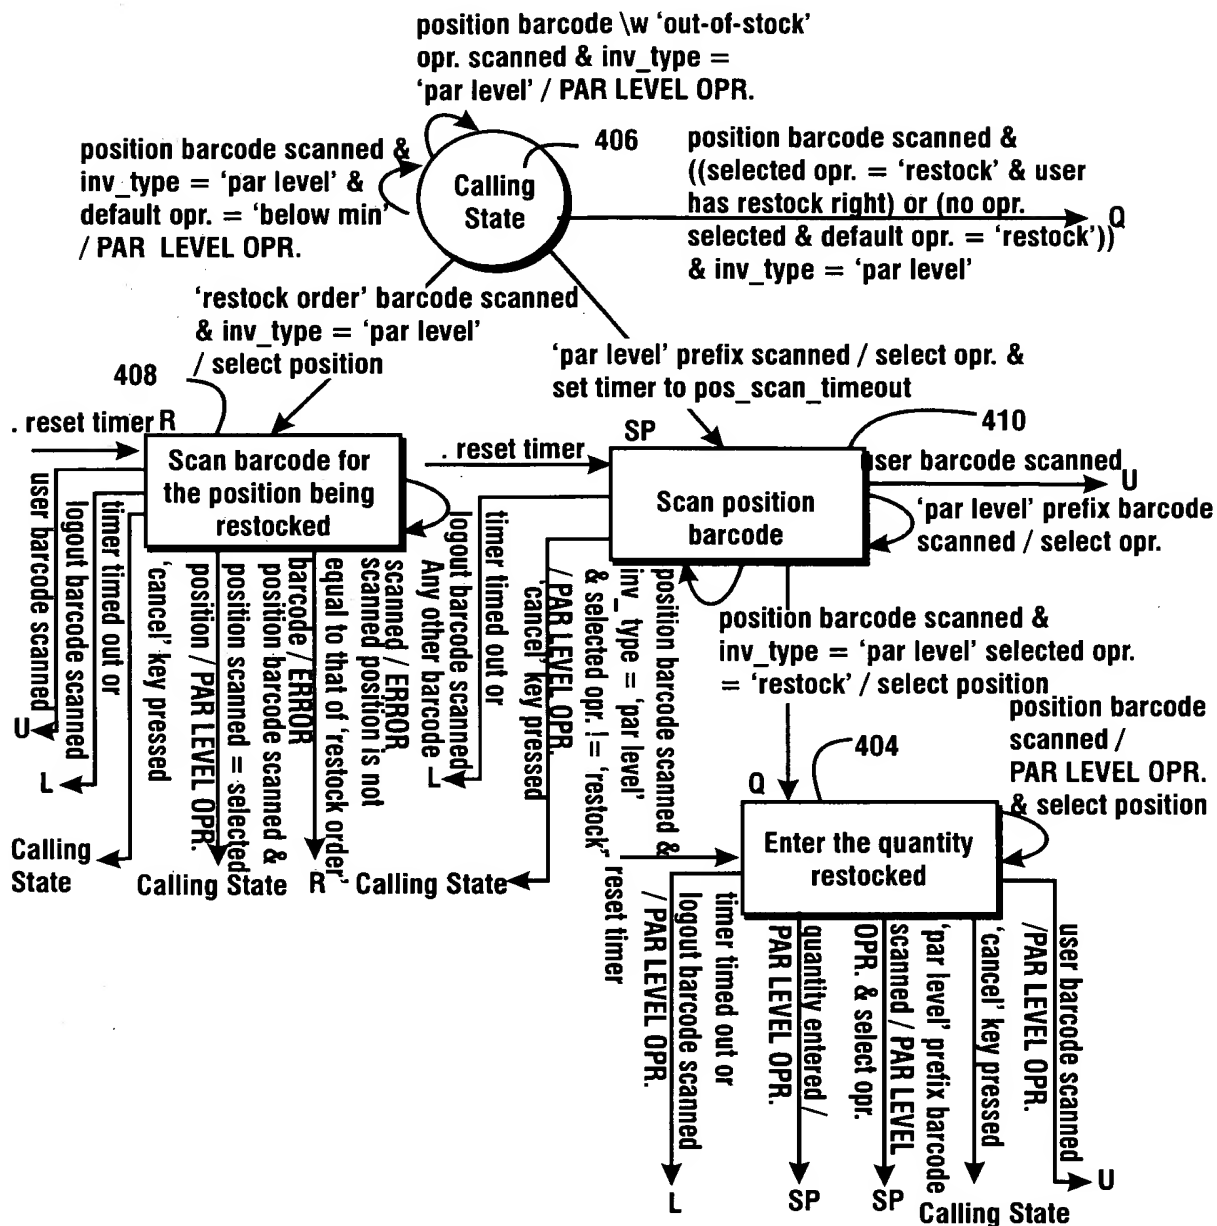 position barcode \w 'out-of-stock'
opr. scanned & inv_type =
'par level' / PAR LEVEL OPR.
position barcode scanned &
inv_type = 'par level' &
default opr. = 'below min'
/ PAR LEVEL OPR.
Calling
State
406
position barcode scanned &
((selected opr. = 'restock' & user
has restock right) or (no opr.
selected & default opr. = 'restock'))
& inv_type = 'par level'
Q
'restock order' barcode scanned
& inv_type = 'par level'
/ select position
'par level' prefix scanned / select opr. &
set timer to pos_scan_timeout
408
. reset timer R
Scan barcode for
the position being
restocked
user barcode scanned
U
timer timed out or
logout barcode scanned
L
'cancel' key pressed
Calling
State
position barcode scanned &
position scanned = selected
position / PAR LEVEL OPR.
Calling State
scanned position is not
equal to that of 'restock order'
barcode / ERROR
R
Any other barcode
scanned / ERROR
410
SP
. reset timer
Scan position
barcode
user barcode scanned
U
'par level' prefix barcode
scanned / select opr.
timer timed out or
logout barcode scanned
L
'cancel' key pressed
/ PAR LEVEL OPR.
Calling State
position barcode scanned &
inv_type = 'par level'
& selected opr. != 'restock'
/ PAR LEVEL OPR.
position barcode scanned &
inv_type = 'par level' selected opr.
= 'restock' / select position
404
Q
reset timer
Enter the quantity
restocked
position barcode
scanned /
PAR LEVEL OPR.
& select position
timer timed out or
logout barcode scanned
/ PAR LEVEL OPR.
L
quantity entered /
PAR LEVEL OPR.
SP
'par level' prefix barcode
scanned / PAR LEVEL
OPR. & select opr.
SP
'cancel' key pressed
Calling State
user barcode scanned
/PAR LEVEL OPR.
U